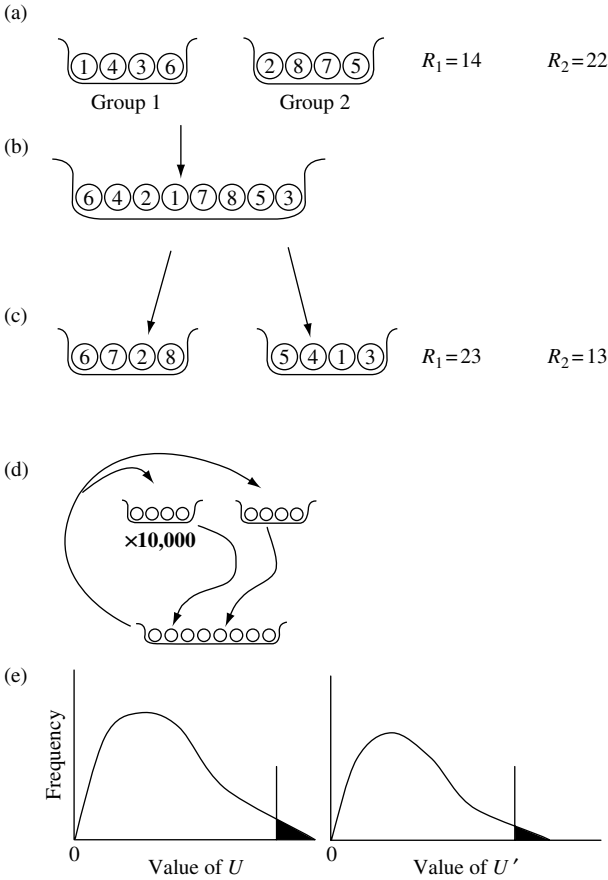 (a)
1 4 3 6 2 8 7 5 R1=14 R2=22
Group 1 Group 2
(b)
6 4 2 1 7 8 5 3
(c)
6 7 2 8 5 4 1 3 R1=23 R2=13
(d)
×10,000
(e)
Frequency
0 0
Value of U Value of U′